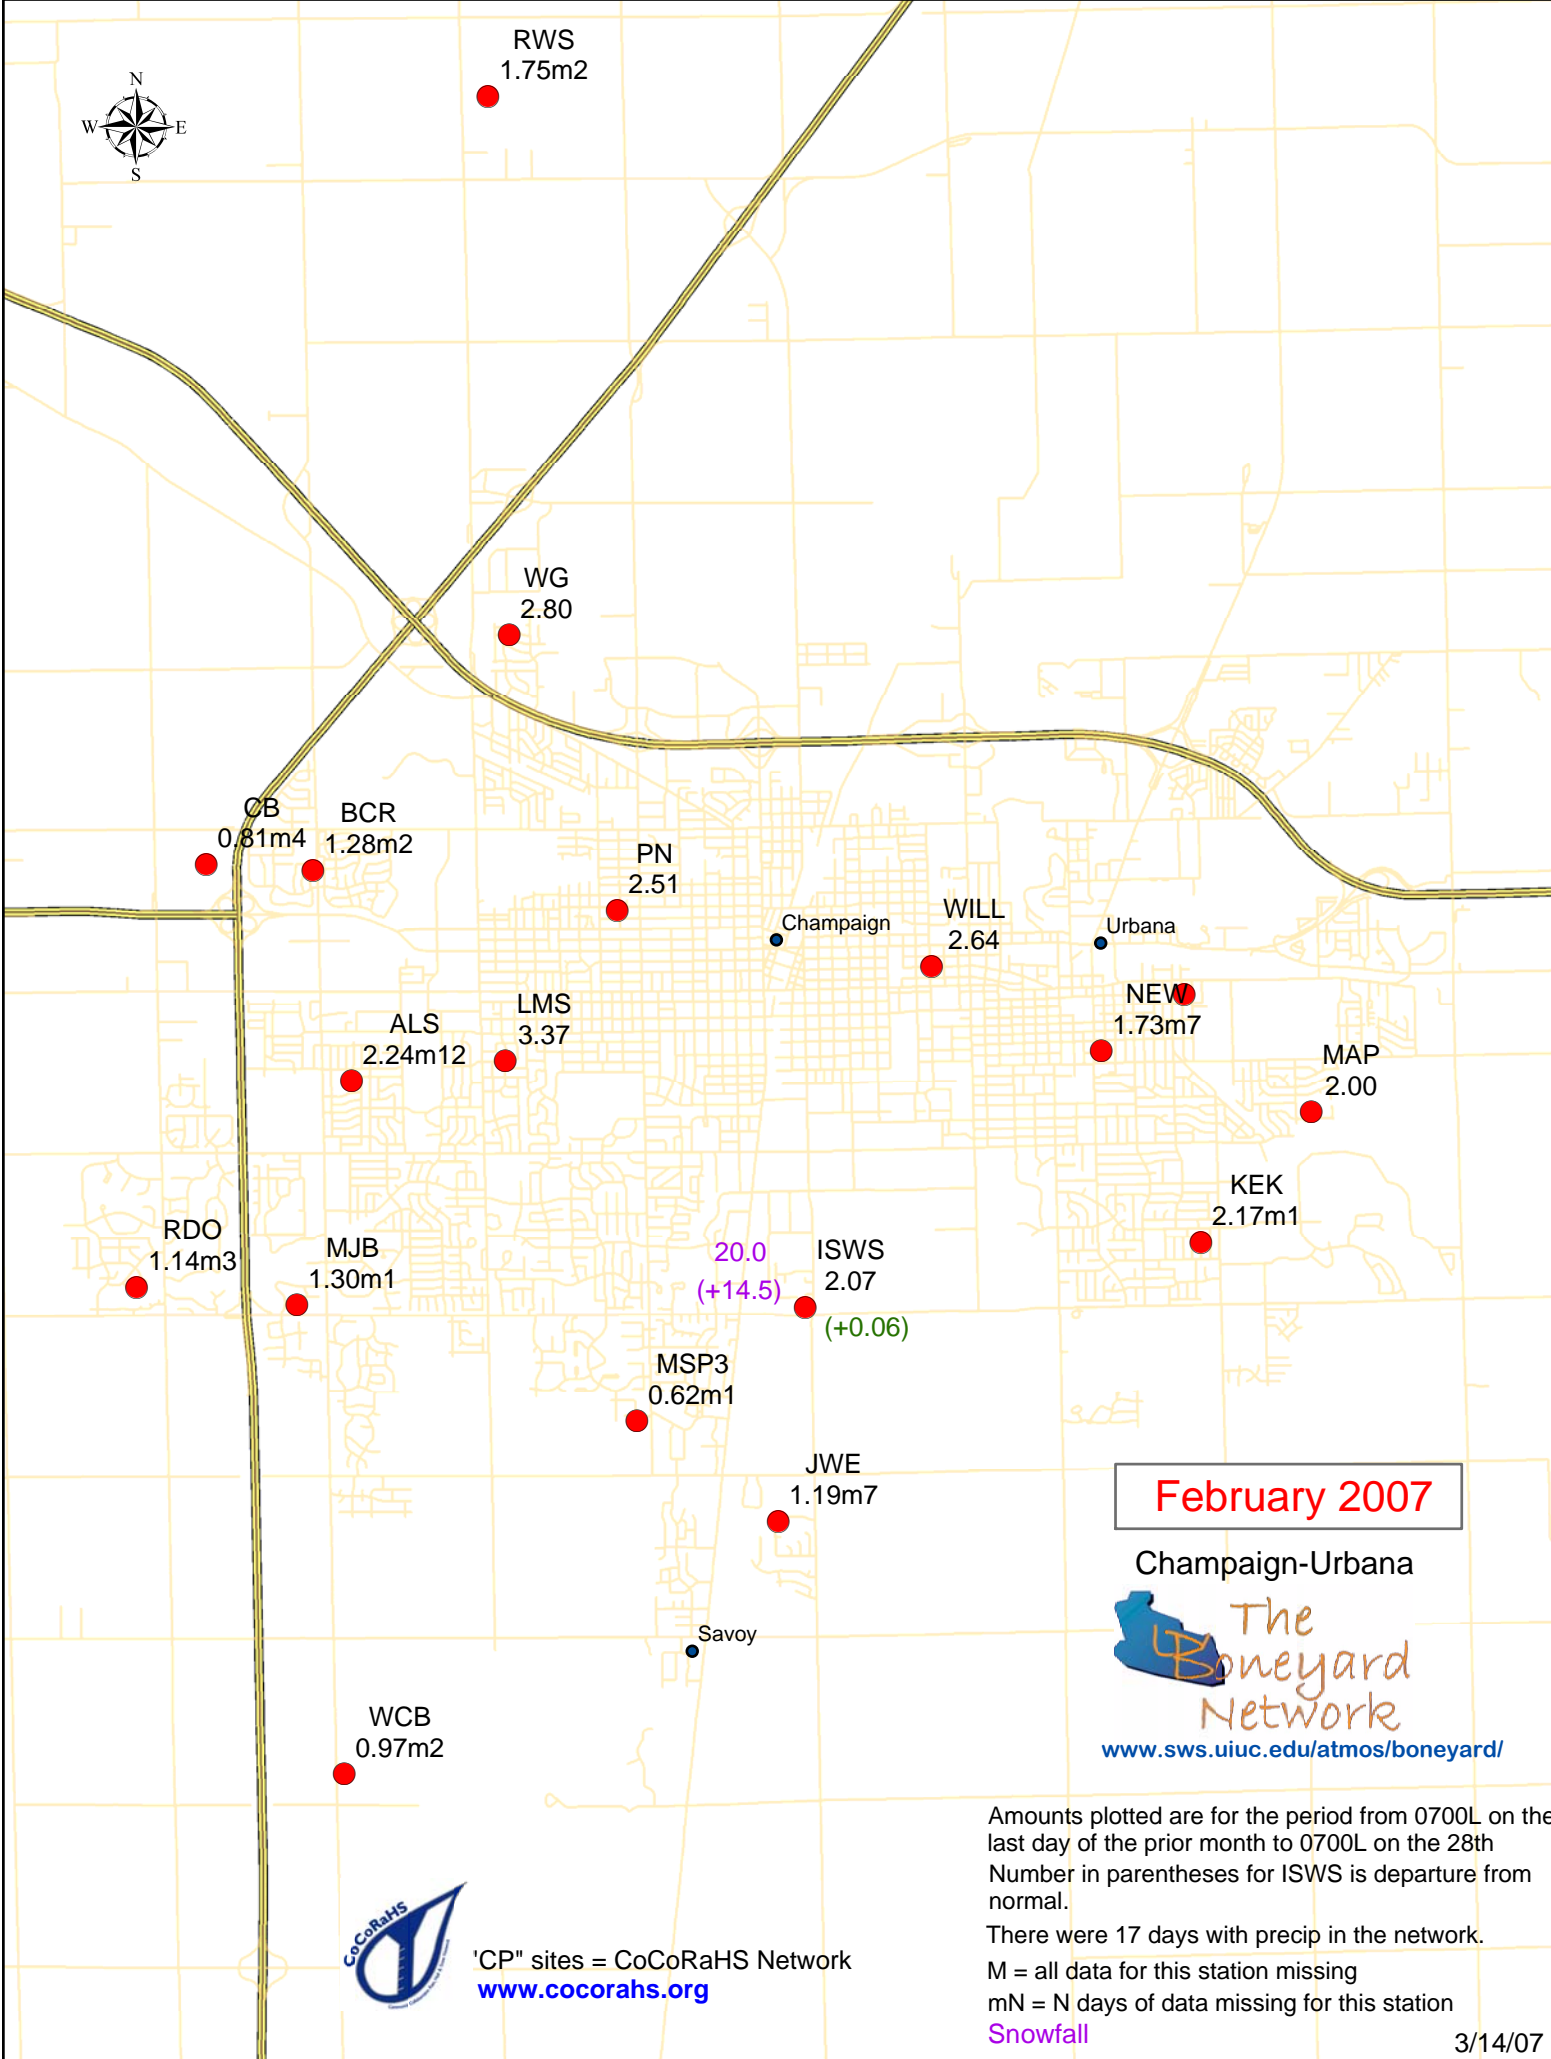 RWS
1.75m2
N
W E
S
WG
2.80
CB
0.81m4
BCR
1.28m2
PN
2.51
Champaign
WILL
2.64
Urbana
NEW
1.73m7
LMS
3.37
ALS
2.24m12
MAP
2.00
KEK
2.17m1
RDO
1.14m3
MJB
1.30m1
20.0
(+14.5)
ISWS
2.07
(+0.06)
MSP3
0.62m1
JWE
1.19m7
February 2007
Champaign-Urbana
The
Boneyard
Network
www.sws.uiuc.edu/atmos/boneyard/
Savoy
WCB
0.97m2
Amounts plotted are for the period from 0700L on the
last day of the prior month to 0700L on the 28th
Number in parentheses for ISWS is departure from
normal.
There were 17 days with precip in the network.
M = all data for this station missing
mN = N days of data missing for this station
Snowfall
3/14/07
CoCoRaHS
"CP" sites = CoCoRaHS Network
www.cocorahs.org